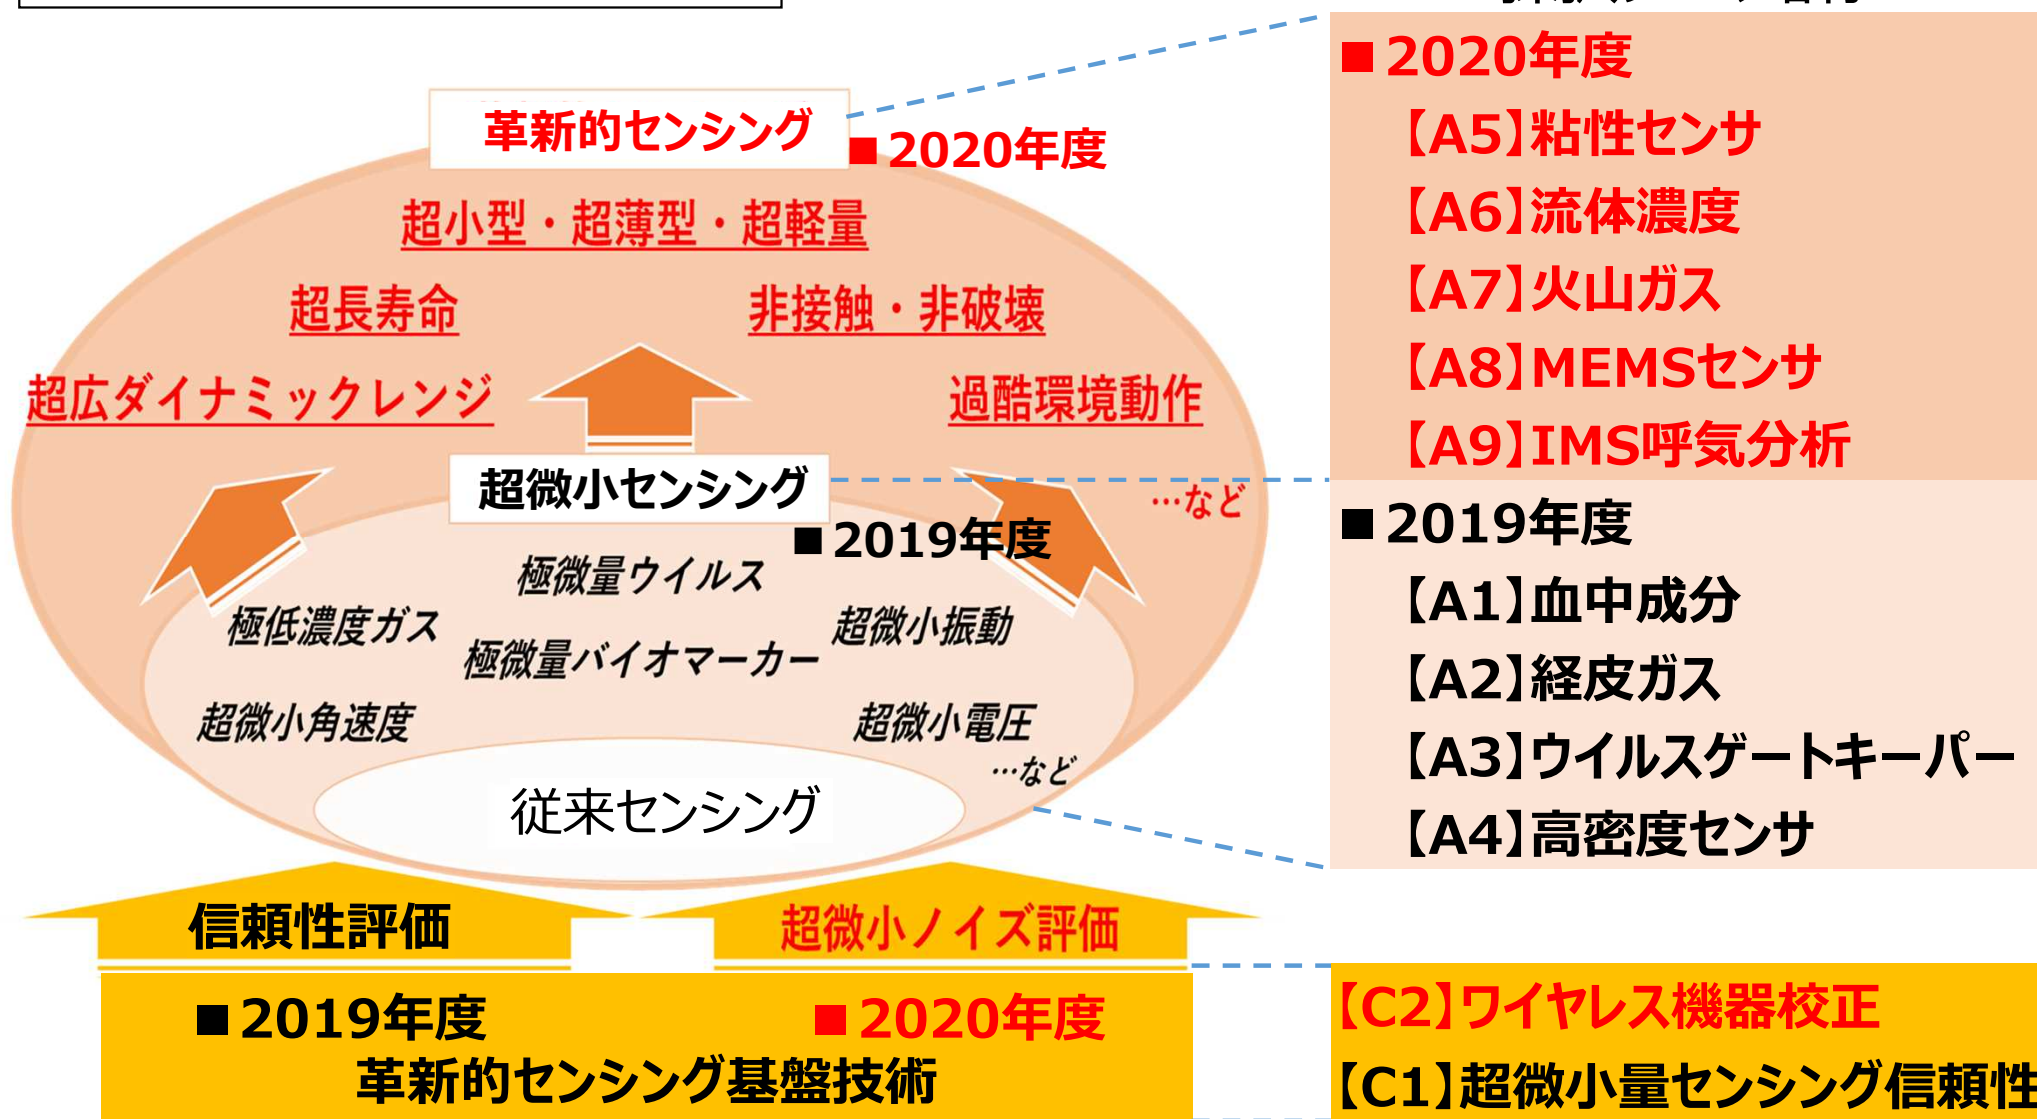 革新的センシング
■2020年度
超小型・超薄型・超軽量
超長寿命
非接触・非破壊
超広ダイナミックレンジ
過酷環境動作
…など
超微小センシング
■2019年度
極微量ウイルス
極低濃度ガス
超微小振動
極微量バイオマーカー
超微小角速度
超微小電圧
…など
従来センシング
信頼性評価
超微小ノイズ評価
■2019年度
■2020年度
革新的センシング基盤技術
■2020年度
【A5】粘性センサ
【A6】流体濃度
【A7】火山ガス
【A8】MEMSセンサ
【A9】IMS呼気分析
■2019年度
【A1】血中成分
【A2】経皮ガス
【A3】ウイルスゲートキーパー
【A4】高密度センサ
【C2】ワイヤレス機器校正
【C1】超微小量センシング信頼性